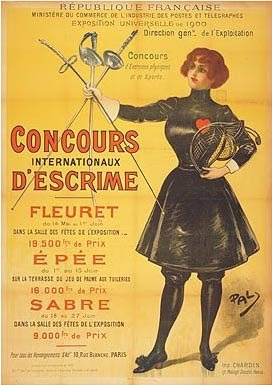 RÉPUBLIQUE FRANÇAISE
MINISTÈRE DU COMMERCE DE L'INDUSTRIE DES POSTES ET TÉLÉGRAPHES
EXPOSITION UNIVERSELLE DE 1900
Direction genle de l'Exploitation
Concours
d'Exercices physiques
et de Sports
CONCOURS
INTERNATIONAUX
D'ESCRIME
FLEURET
du 14 Mai au 1er Juin
DANS LA SALLE DES FÊTES DE L'EXPOSITION
19.500 frs de Prix
ÉPÉE
du 1er au 15 Juin
SUR LA TERRASSE DU JEU DE PAUME AUX TUILERIES
16.000 frs de Prix
SABRE
du 18 au 27 Juin
DANS LA SALLE DES FÊTES DE L'EXPOSITION
9.000 frs de Prix
PAL
Pour tous les Renseignements
10, RUE BLANCHE, PARIS
IMP. CHARDIN